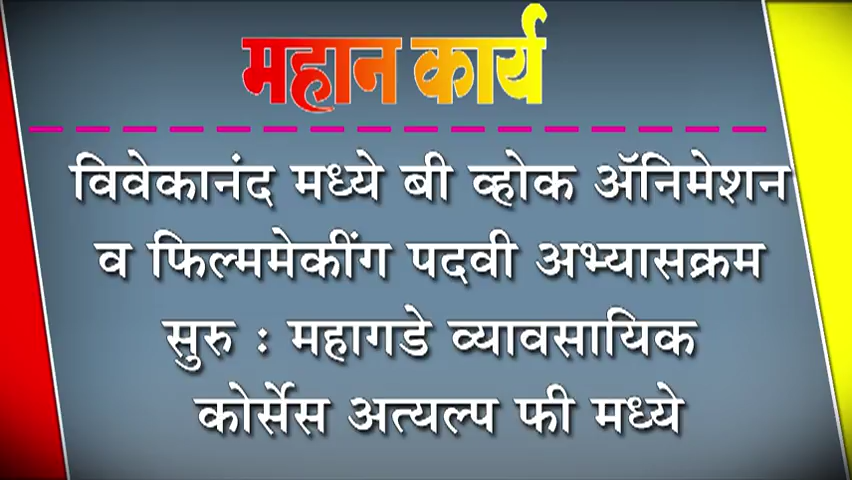 महान कार्य
विवेकानंद मध्ये बी व्होक ॲनिमेशन
व फिल्ममेकींग पदवी अभ्यासक्रम
सुरु : महागडे व्यावसायिक
कोर्सेस अत्यल्प फी मध्ये